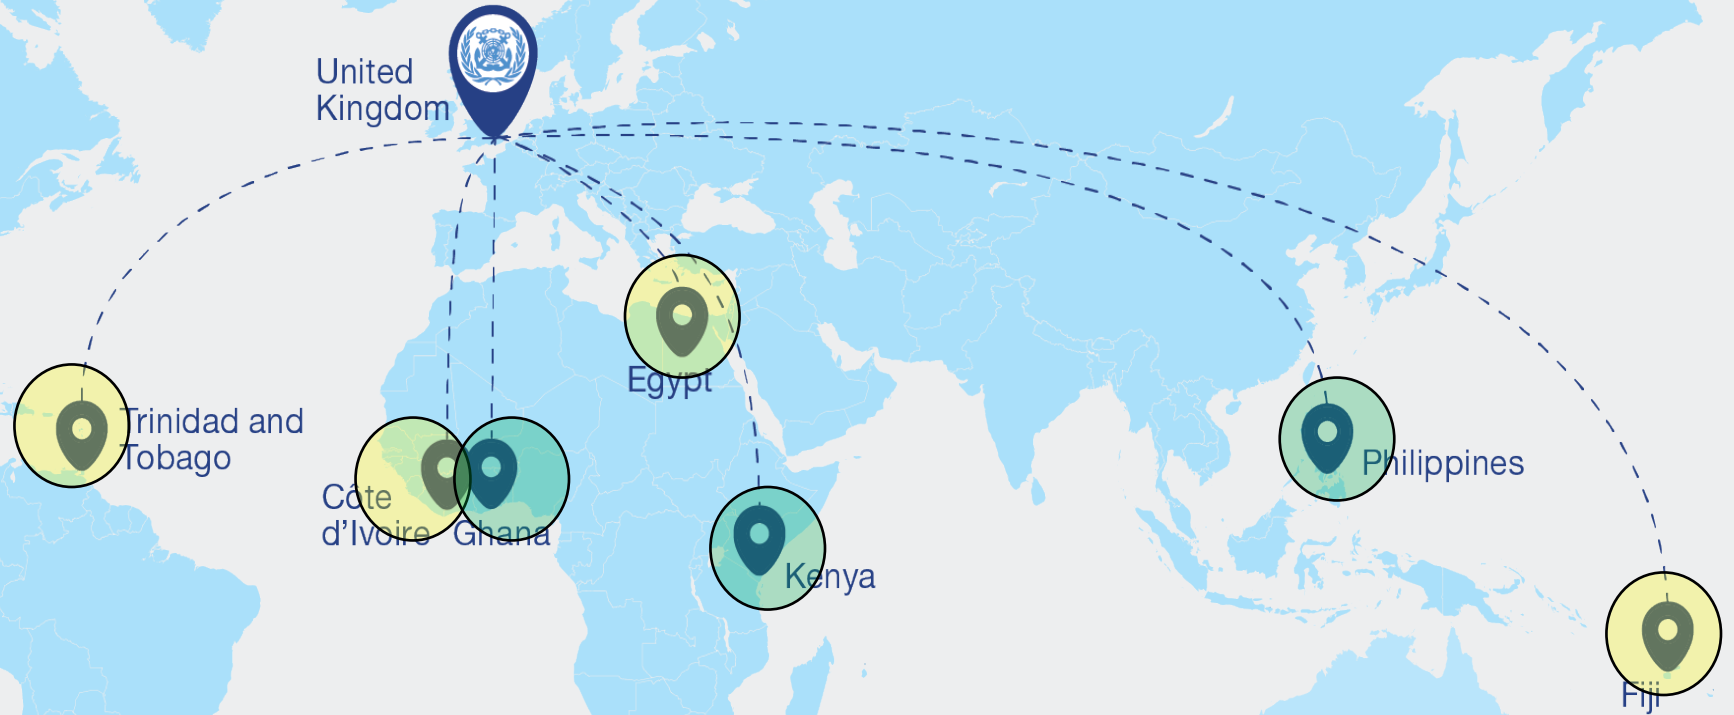 United
Kingdom
Trinidad and
Tobago
Côte
d’Ivoire
Ghana
Egypt
Kenya
Philippines
Fiji